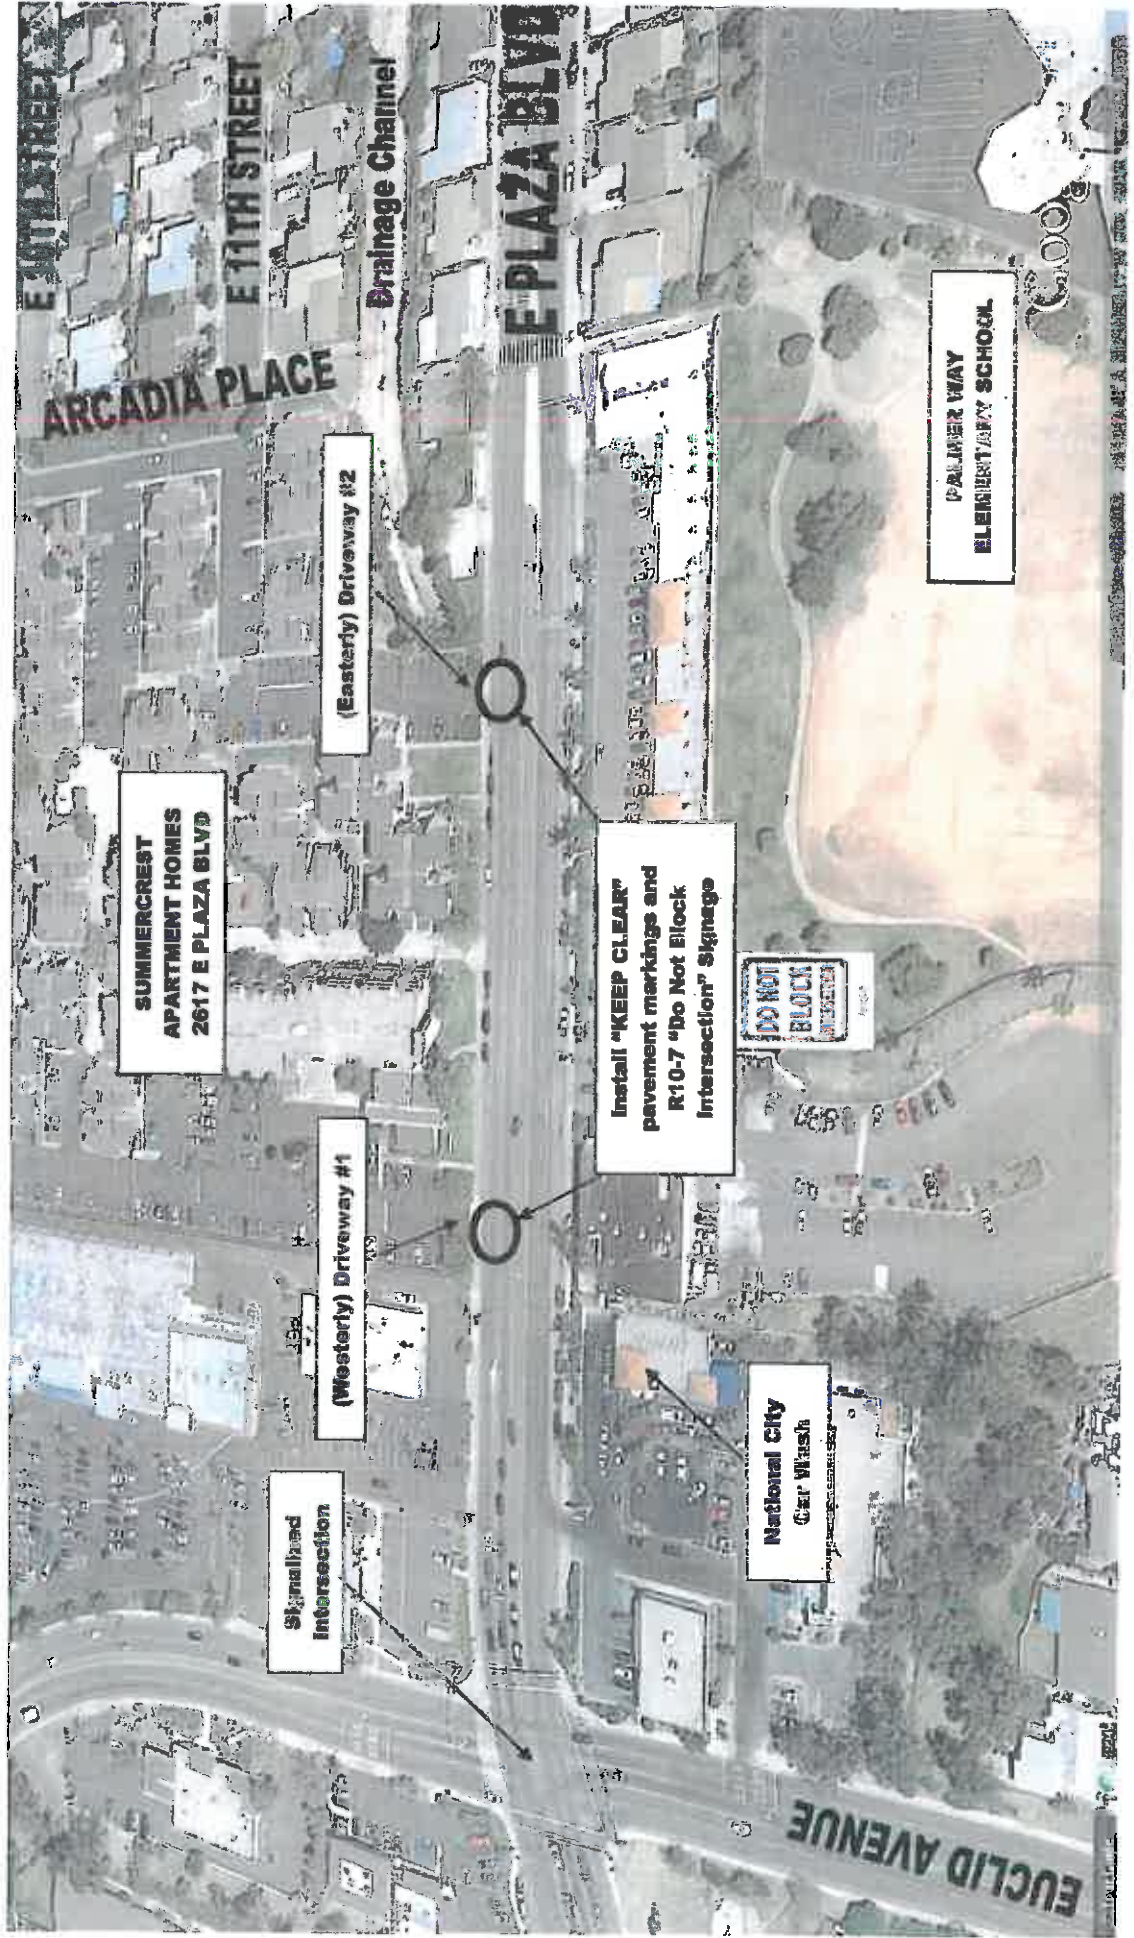 E 10TH STREET
E 11TH STREET
Drainage Channel
E PLAZA BLVD
ARCADIA PLACE
SUMMERCREST
APARTMENT HOMES
2617 E PLAZA BLVD
(Easterly) Driveway #2
(Westerly) Driveway #1
Signalized
Intersection
Install "KEEP CLEAR"
pavement markings and
R10-7 "Do Not Block
Intersection" Signage
DO NOT
BLOCK
National City
Car Wash
PALMER WAY
ELEMENTARY SCHOOL
EUCLID AVENUE